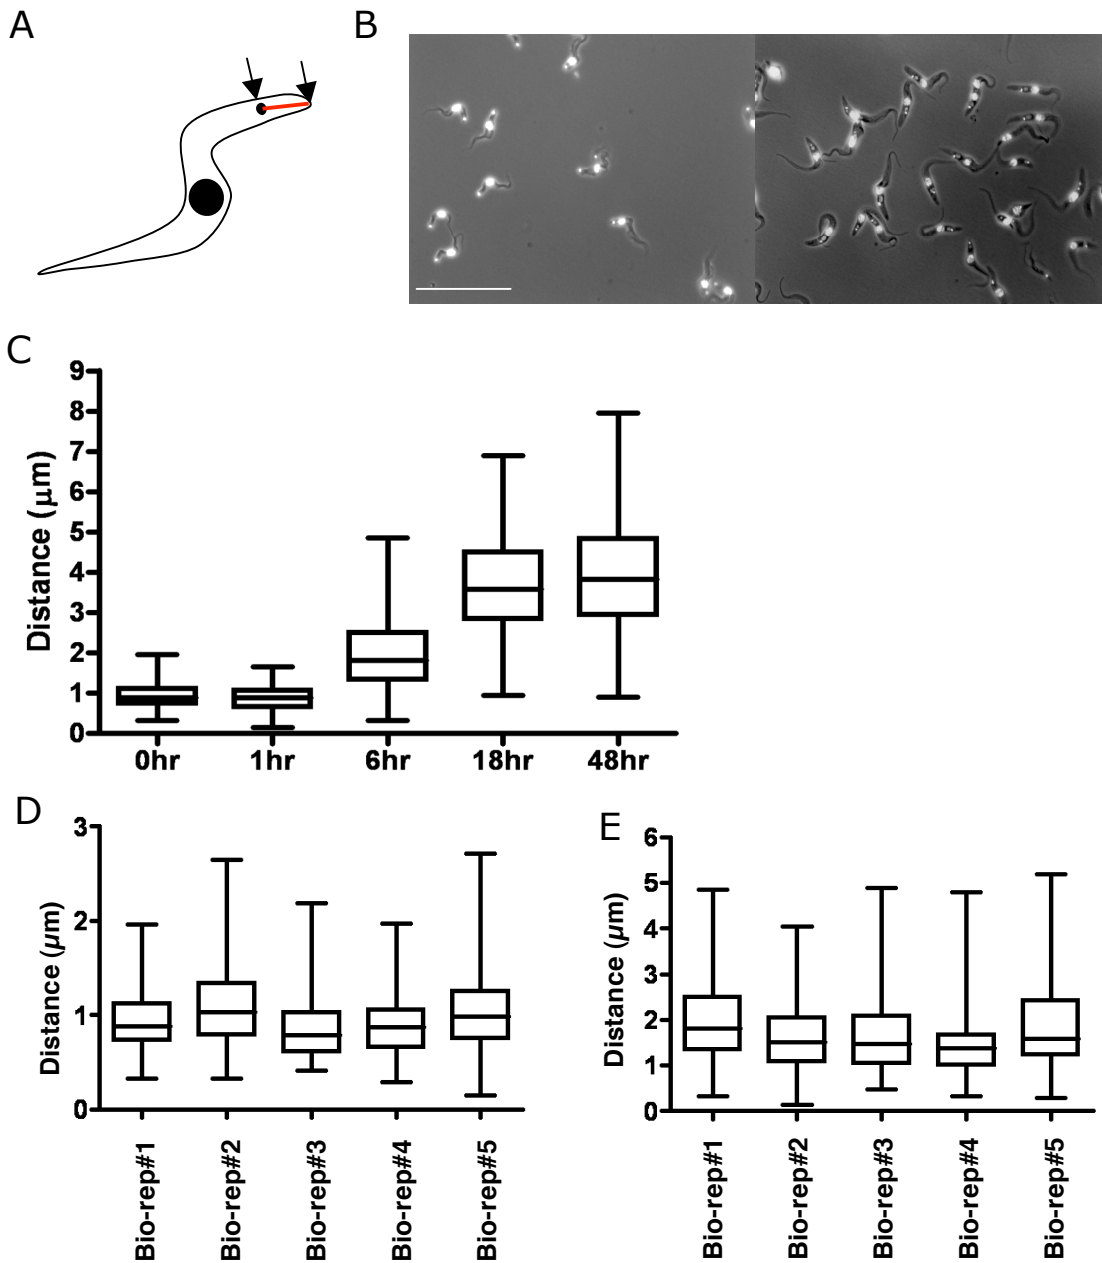 A
B
C
9
8
7
6
5
4
3
2
1
0
Distance (μm)
0hr
1hr
6hr
18hr
48hr
D
3
2
1
0
Distance (μm)
Bio-rep#1
Bio-rep#2
Bio-rep#3
Bio-rep#4
Bio-rep#5
E
6
5
4
3
2
1
0
Distance (μm)
Bio-rep#1
Bio-rep#2
Bio-rep#3
Bio-rep#4
Bio-rep#5